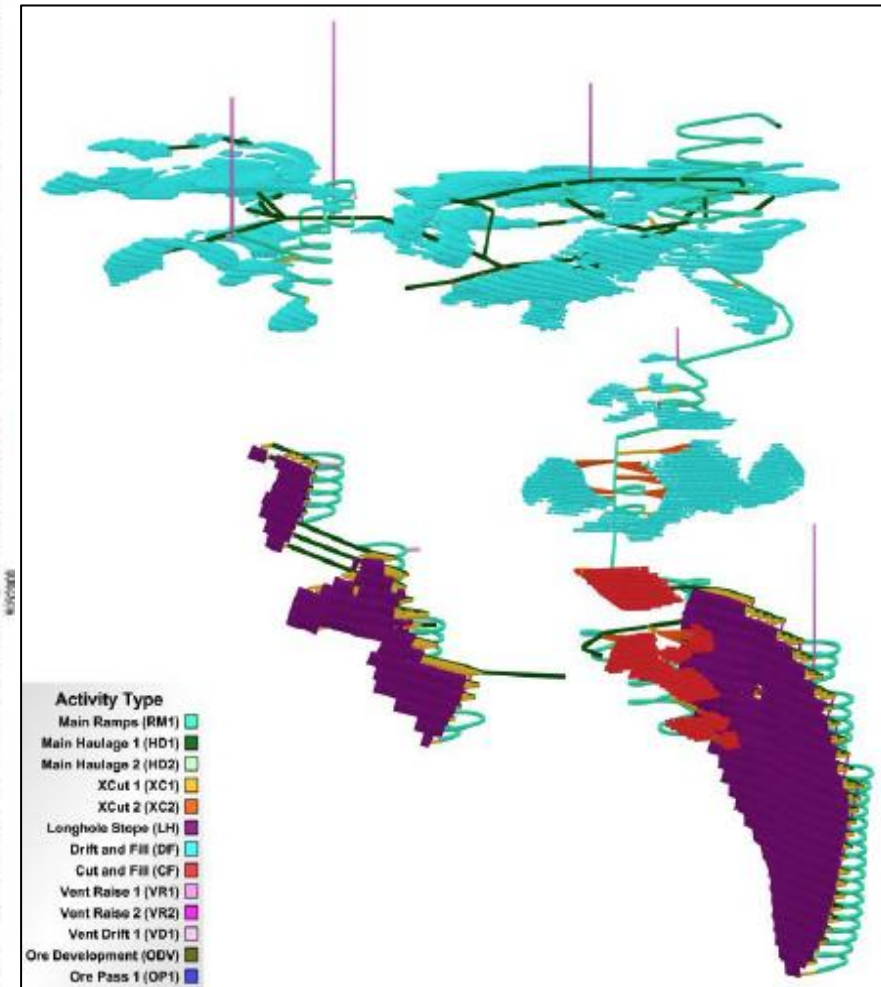 Activity Type
Main Ramps (RM1)
Main Haulage 1 (HD1)
Main Haulage 2 (HD2)
XCut 1 (XC1)
XCut 2 (XC2)
Longhole Stope (LH)
Drift and Fill (DF)
Cut and Fill (CF)
Vent Raise 1 (VR1)
Vent Raise 2 (VR2)
Vent Drift 1 (VD1)
Ore Development (ODV)
Ore Pass 1 (OP1)